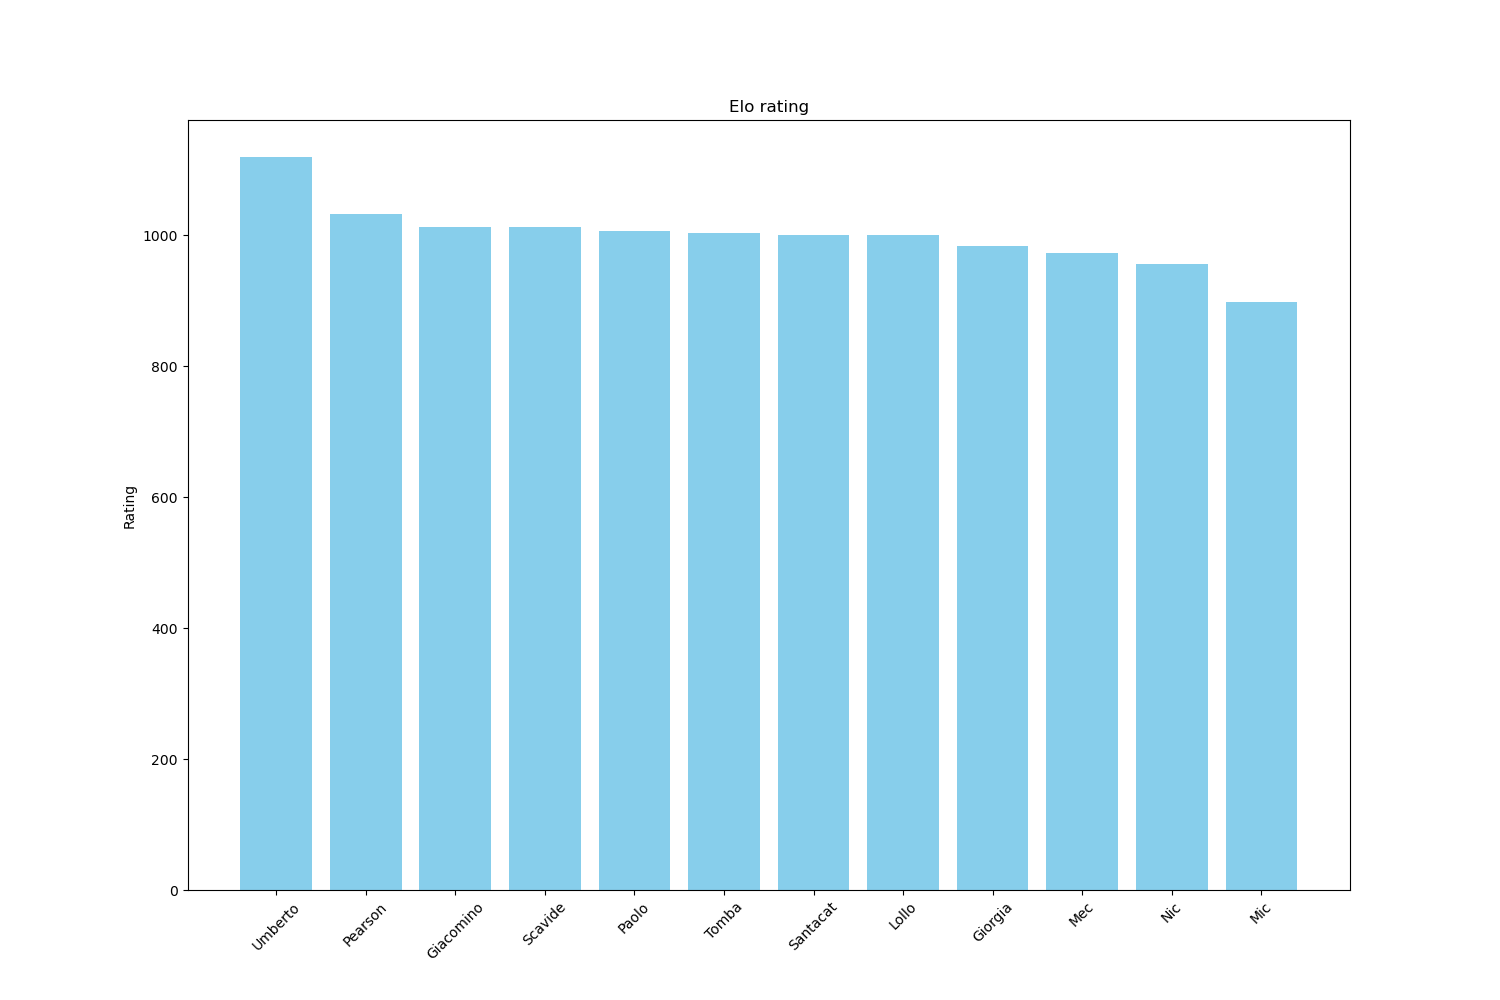 Elo rating
Rating
1000
800
600
400
200
0
Umberto
Pearson
Giacomino
Scavide
Paolo
Tomba
Santacat
Lollo
Giorgia
Mec
Nic
Mic